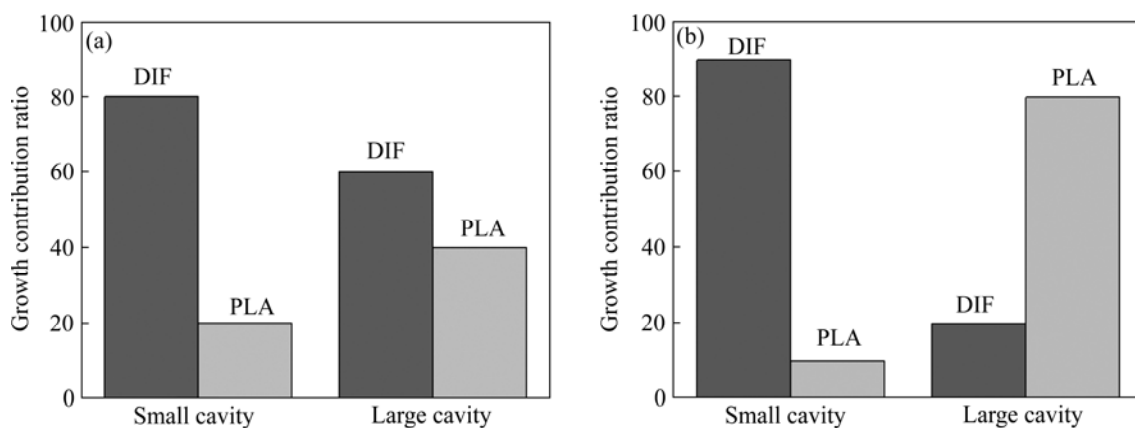 (a)
Growth contribution ratio
100
80
60
40
20
0
DIF
PLA
DIF
PLA
Small cavity
Large cavity
(b)
Growth contribution ratio
100
80
60
40
20
0
DIF
PLA
DIF
PLA
Small cavity
Large cavity